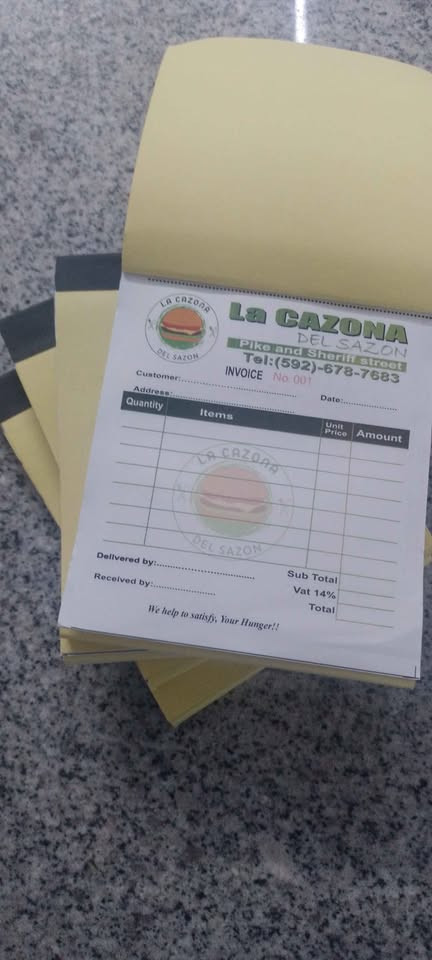 LA CAZONA
DEL SAZON
La CAZONA
DEL SAZON
Pike and Sheriff street
Tel:(592)-678-7683
INVOICE No 001
Customer:
Date:
Address:
Quantity Items Unit Price Amount
LA CAZONA
DEL SAZON
Delivered by:
Received by:
Sub Total
Vat 14%
Total
We help to satisfy, Your Hunger!!